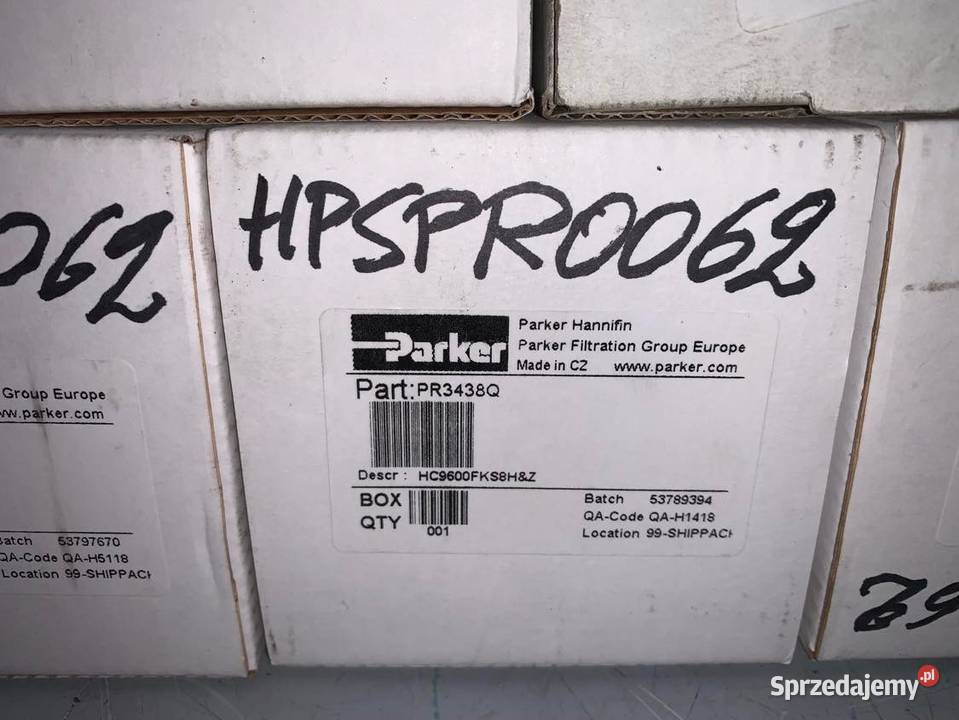 HPSPR0062
062
Parker
Parker Hannifin
Parker Filtration Group Europe
Made in CZ www.parker.com
Part: PR3438Q
Descr : HC9600FKS8H&Z
BOX
QTY
001
Batch 53789394
QA-Code QA-H1418
Location 99-SHIPPACK
Group Europe
ww.parker.com
Batch 53797670
QA-Code QA-H5118
Location 99-SHIPPACK
62
Sprzedajemy.pl